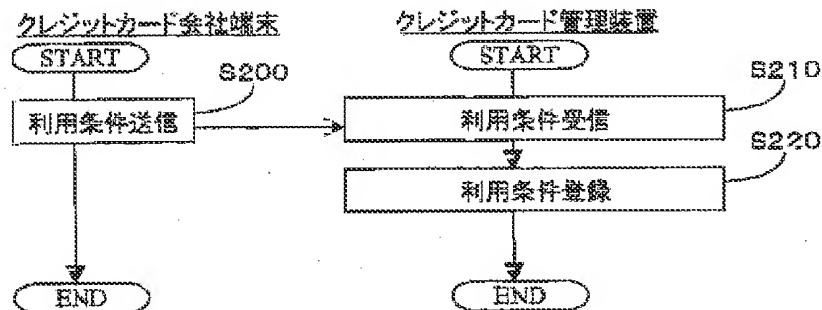 クレジットカード会社端末
クレジットカード管理装置
START
START
S200
S210
利用条件送信
利用条件受信
S220
利用条件登録
END
END